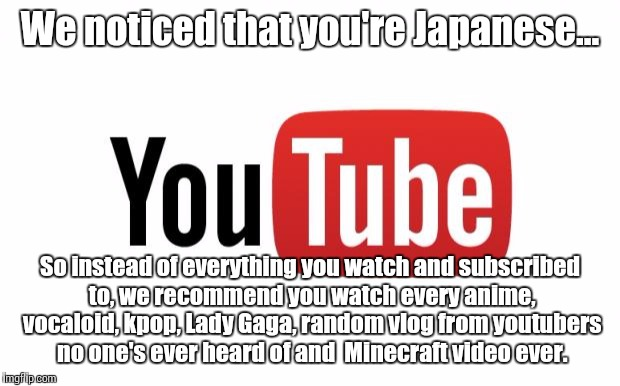 We noticed that you're Japanese...
You Tube
So instead of everything you watch and subscribed
to, we recommend you watch every anime,
vocaloid, kpop, Lady Gaga, random vlog from youtubers
no one's ever heard of and Minecraft video ever.
imgflip.com